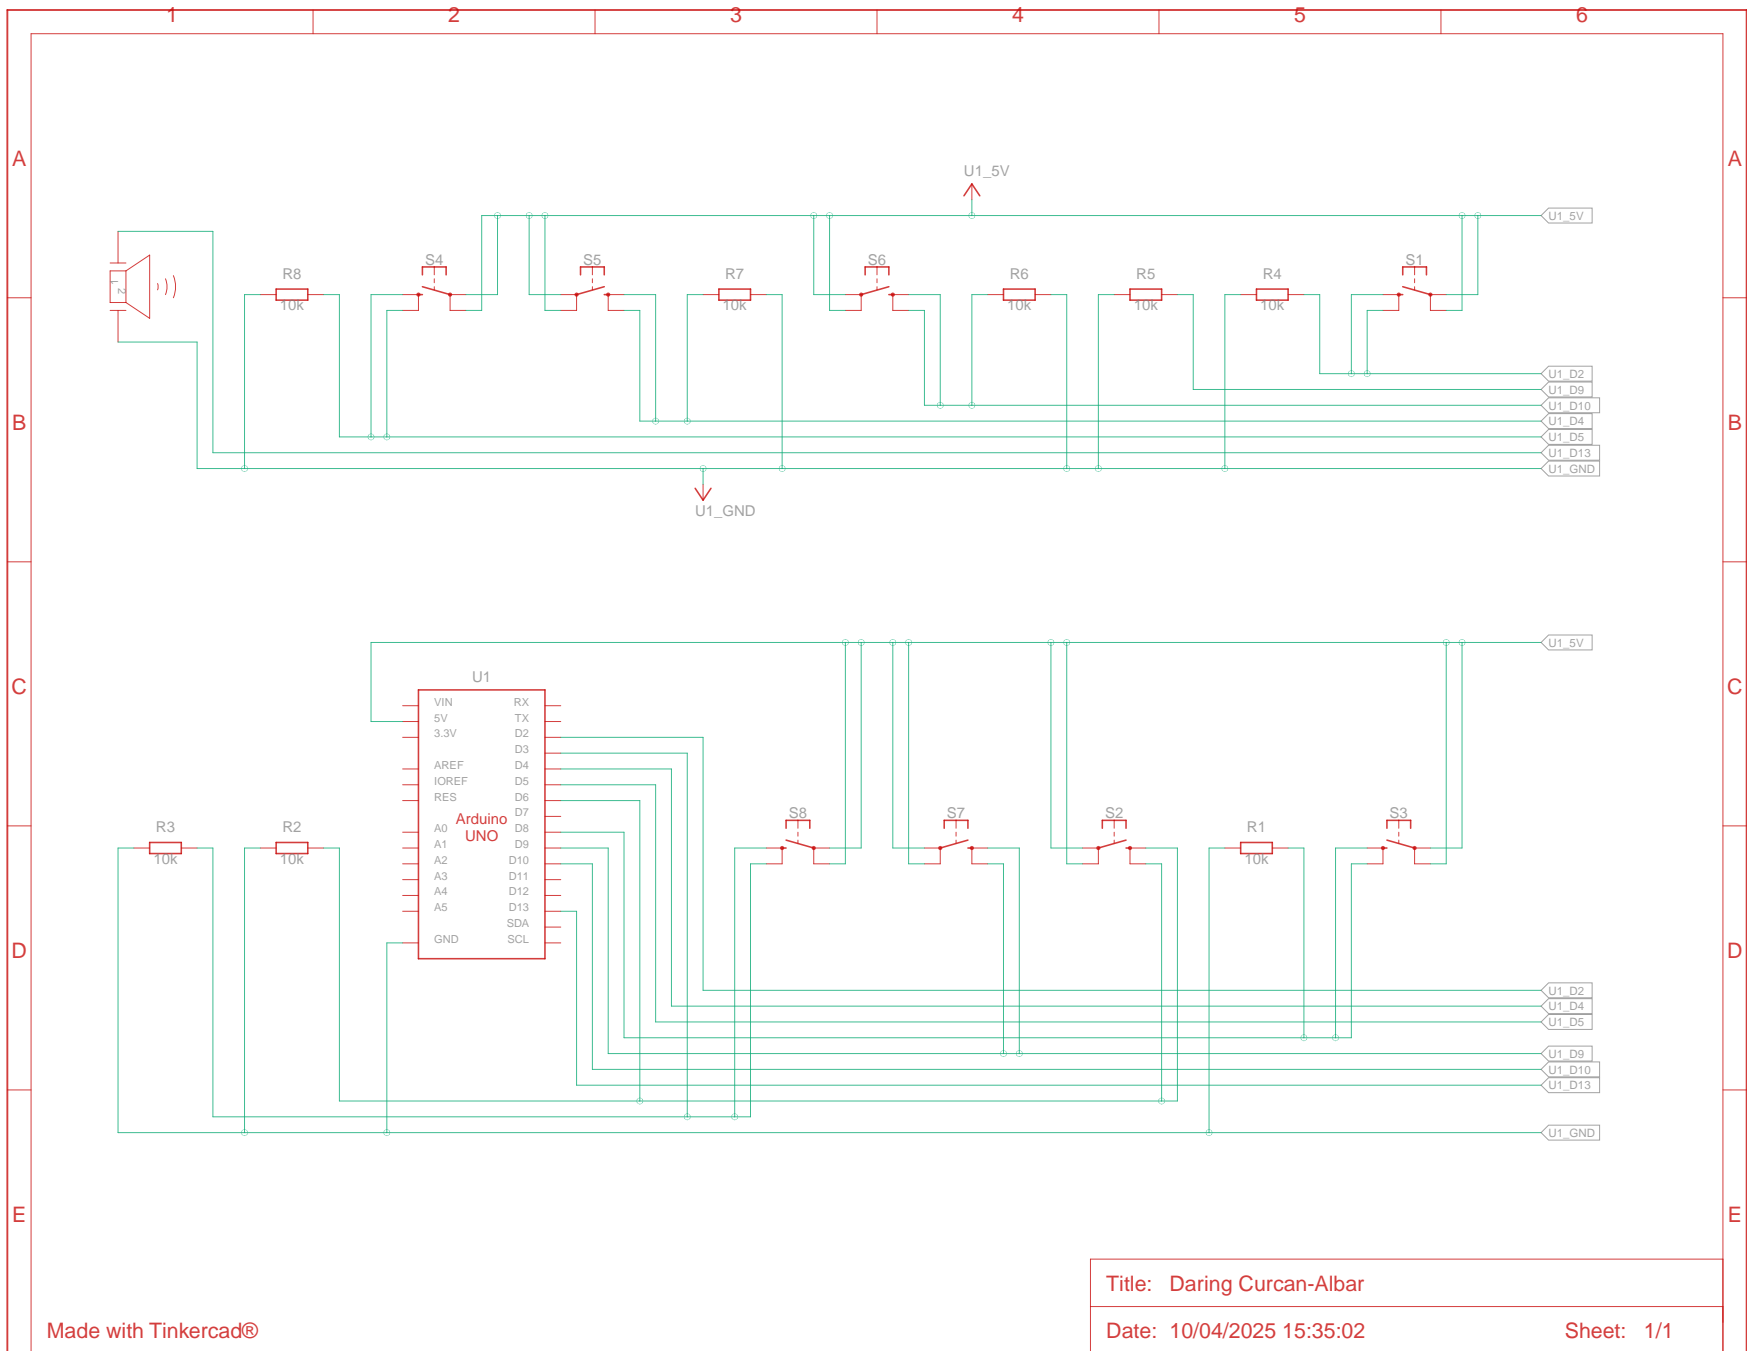 1 2 3 4 5 6
A A
U1_5V
U1_5V
R8 S4 S5 R7 S6 R6 R5 R4 S1
1
2
10k 10k 10k 10k 10k
U1_D2
U1_D9
B U1_D10 B
U1_D4
U1_D5
U1_D13
U1_GND
U1_GND
U1_5V
C U1 C
VIN RX
5V TX
3.3V D2
D3
AREF D4
IOREF D5
RES D6
D7
Arduino
UNO
A0 D8
A1 D9
A2 D10
A3 D11
A4 D12
A5 D13
SDA
GND SCL
R3 R2 S8 S7 S2 R1 S3
10k 10k 10k
D D
U1_D2
U1_D4
U1_D5
U1_D9
U1_D10
U1_D13
U1_GND
E E
Title: Daring Curcan-Albar
Made with Tinkercad®
Date: 10/04/2025 15:35:02 Sheet: 1/1